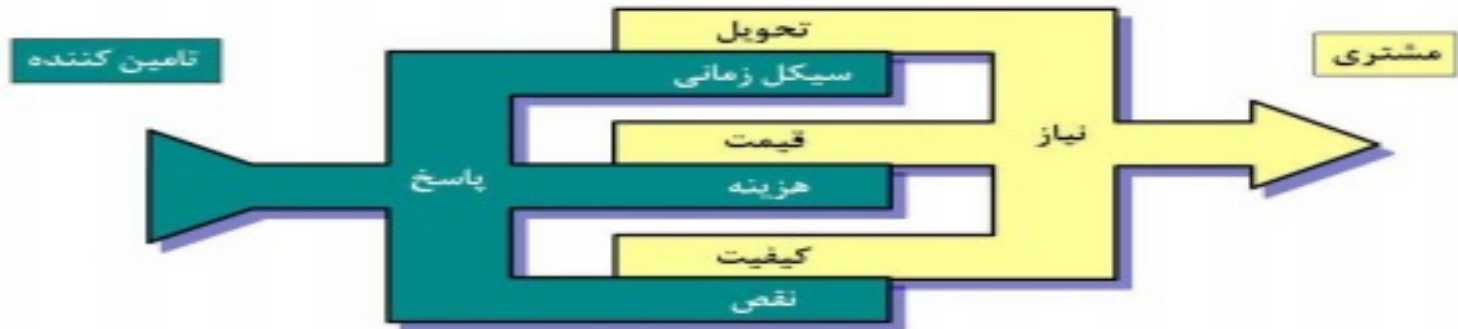 تحویل
مشتری
تامین کننده
سیکل زمانی
قیمت
نیاز
پاسخ
هزینه
کیفیت
نقص